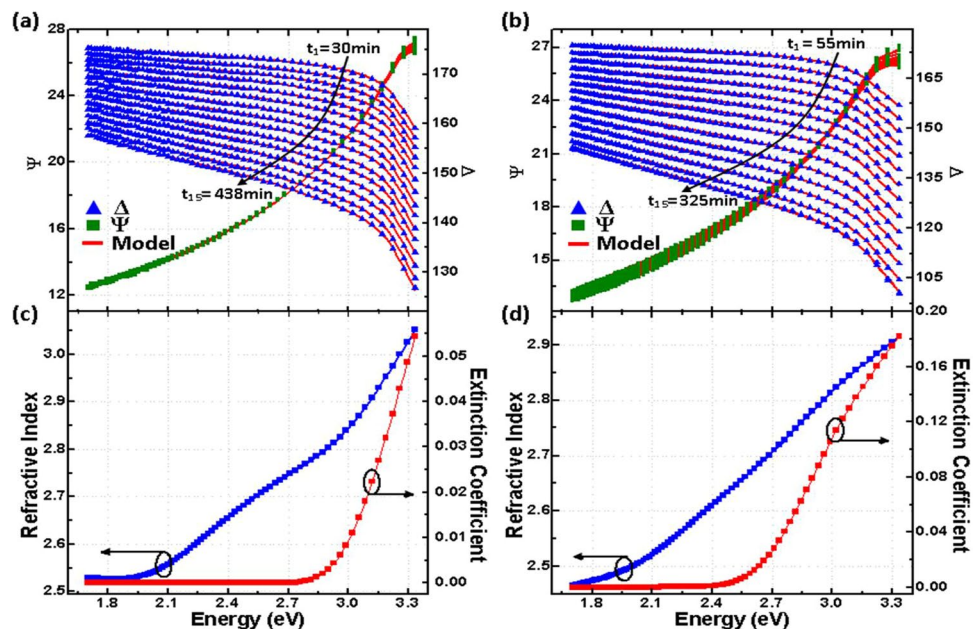 (a)
28
26
24
22
20
18
16
14
12
Ψ
170
160
150
140
130
Δ
t1=30min
t15=438min
Δ
Ψ
Model
(b)
27
24
21
18
15
Ψ
165
150
135
120
100
0.20
Δ
t1=55min
t15=325min
Δ
Ψ
Model
(c)
3.0
2.9
2.8
2.7
2.6
2.5
Refractive Index
0.05
0.04
0.03
0.02
0.01
0.00
Extinction Coefficient
1.8 2.1 2.4 2.7 3.0 3.3
Energy (eV)
(d)
2.9
2.8
2.7
2.6
2.5
Refractive Index
0.16
0.12
0.08
0.04
0.00
Extinction Coefficient
1.8 2.1 2.4 2.7 3.0 3.3
Energy (eV)